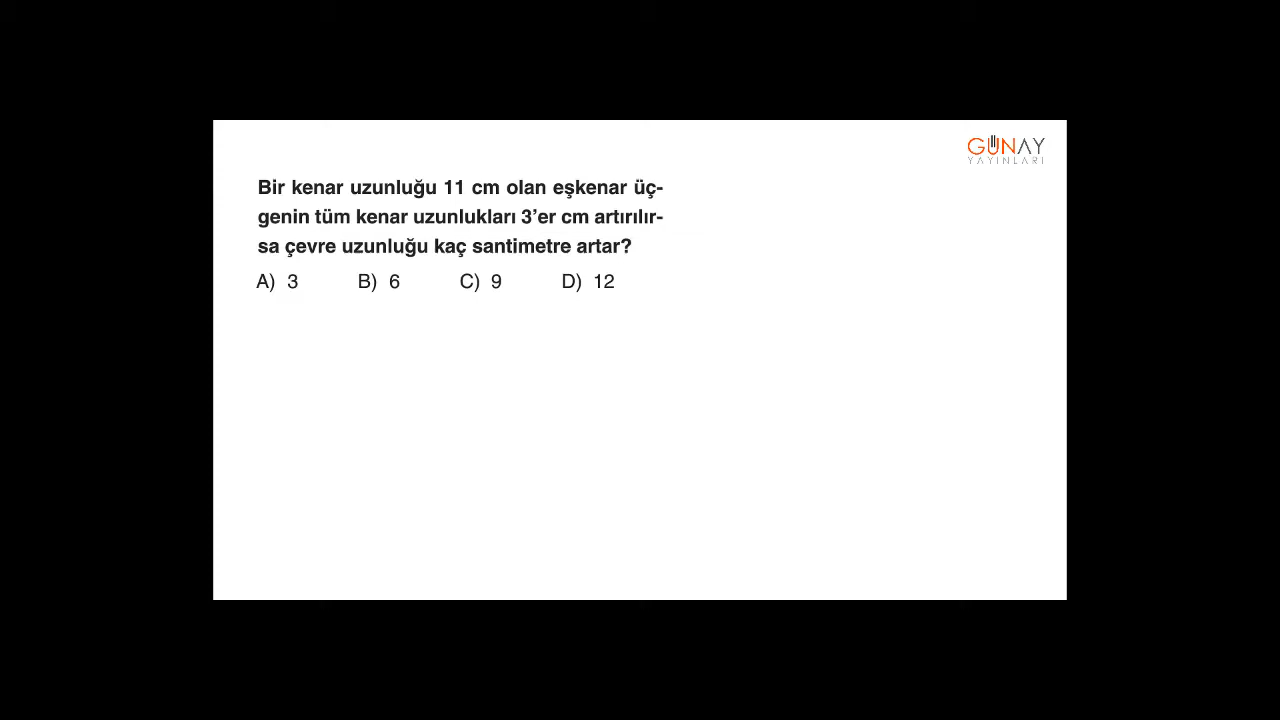 GÜNAY
YAYINLARI
Bir kenar uzunluğu 11 cm olan eşkenar üç-
genin tüm kenar uzunlukları 3’er cm artırılır-
sa çevre uzunluğu kaç santimetre artar?
A) 3 B) 6 C) 9 D) 12